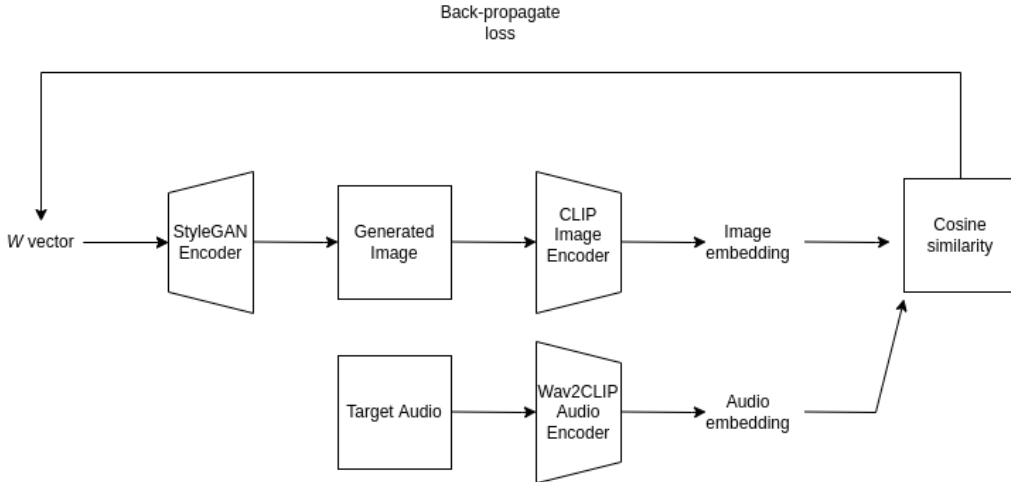 Back-propagate
loss
W vector
StyleGAN
Encoder
Generated
Image
CLIP
Image
Encoder
Image
embedding
Cosine
similarity
Target Audio
Wav2CLIP
Audio
Encoder
Audio
embedding